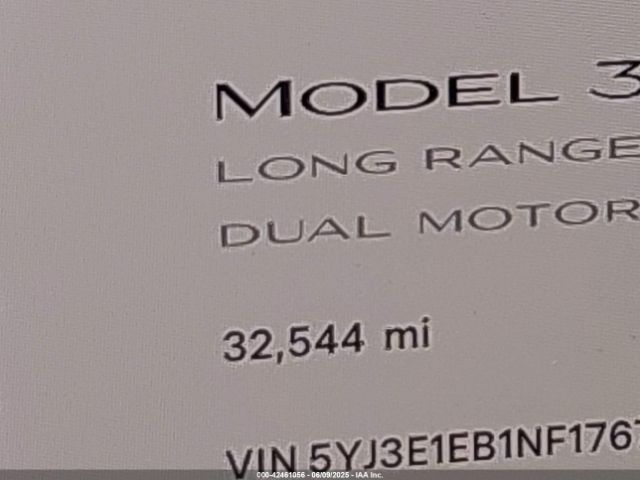 MODEL 3
LONG RANGE
DUAL MOTOR
32,544 mi
VIN 5YJ3E1EB1NF176
000-42461056 - 06/09/2025 - IAA Inc.